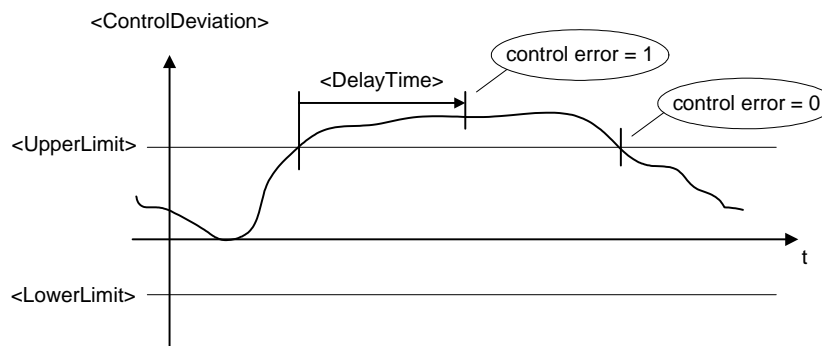 <ControlDeviation>
control error = 1
<DelayTime>
control error = 0
<UpperLimit>
t
<LowerLimit>